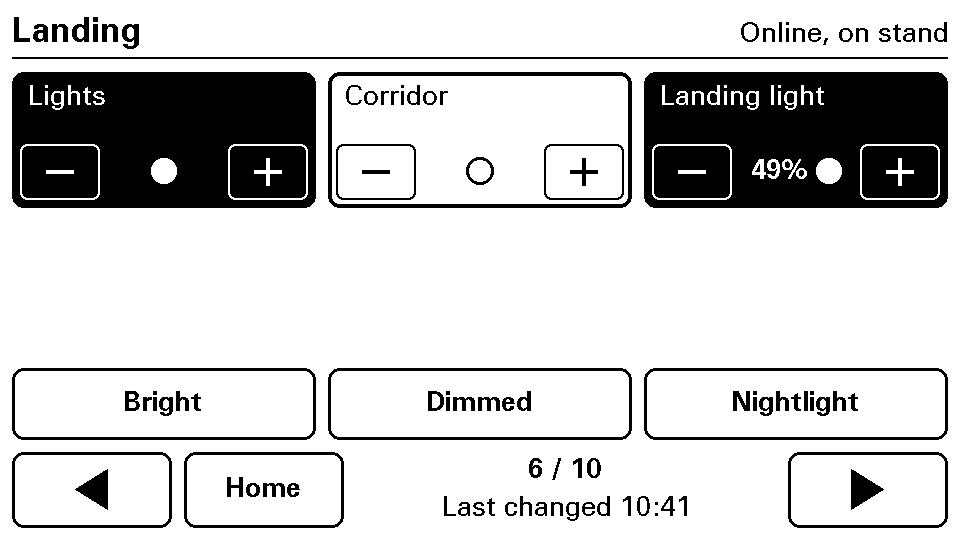 Landing
Online, on stand
Lights
Corridor
Landing light
− + − + − 49% +
Bright
Dimmed
Nightlight
Home
6 / 10
Last changed 10:41